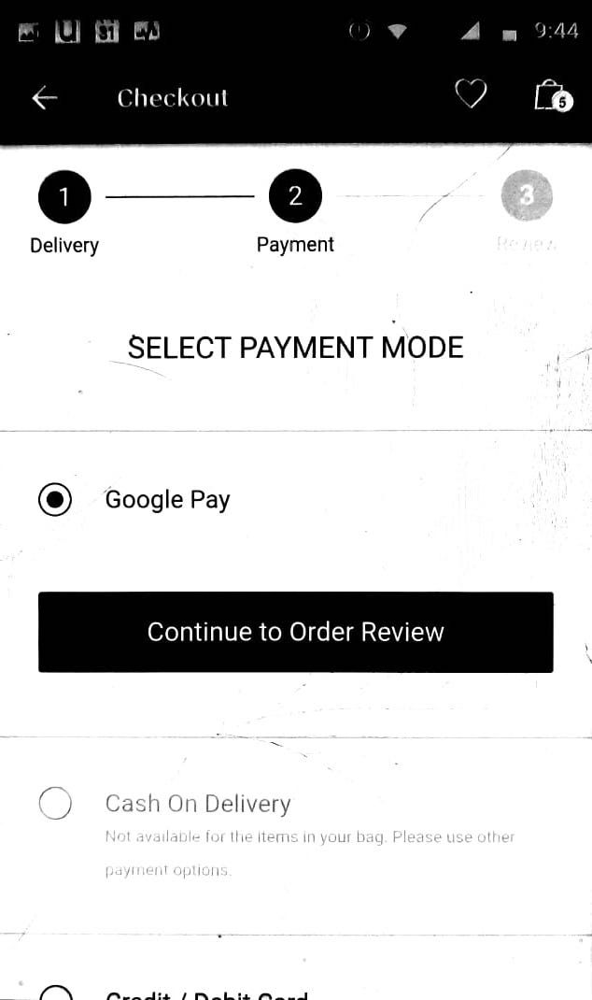 9:44
Checkout
5
1
2
3
Delivery
Payment
Review
SELECT PAYMENT MODE
Google Pay
Continue to Order Review
Cash On Delivery
Not available for the items in your bag. Please use other
payment options.
Credit / Debit Card